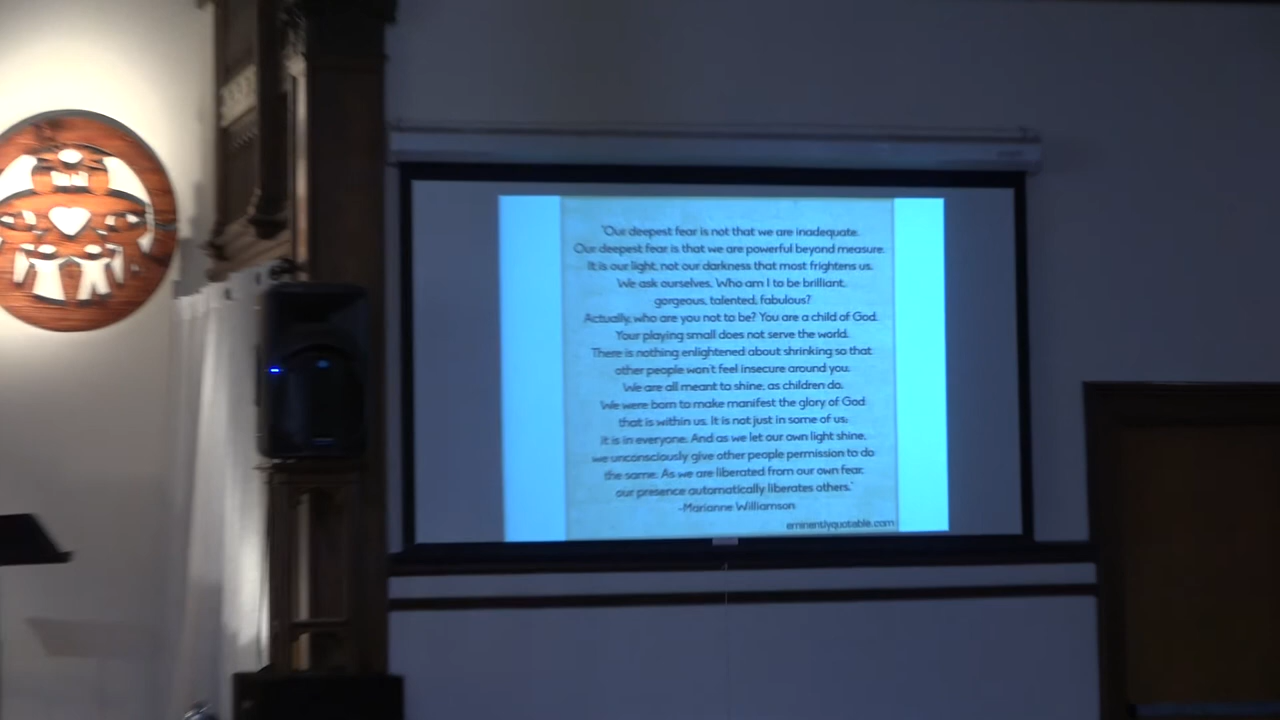 "Our deepest fear is not that we are inadequate.
Our deepest fear is that we are powerful beyond measure.
It is our light, not our darkness that most frightens us.
We ask ourselves, Who am I to be brilliant,
gorgeous, talented, fabulous?
Actually, who are you not to be? You are a child of God.
Your playing small does not serve the world.
There is nothing enlightened about shrinking so that
other people won't feel insecure around you.
We are all meant to shine, as children do.
We were born to make manifest the glory of God
that is within us. It is not just in some of us;
it is in everyone. And as we let our own light shine,
we unconsciously give other people permission to do
the same. As we are liberated from our own fear,
our presence automatically liberates others."
-Marianne Williamson
eminentlyquotable.com